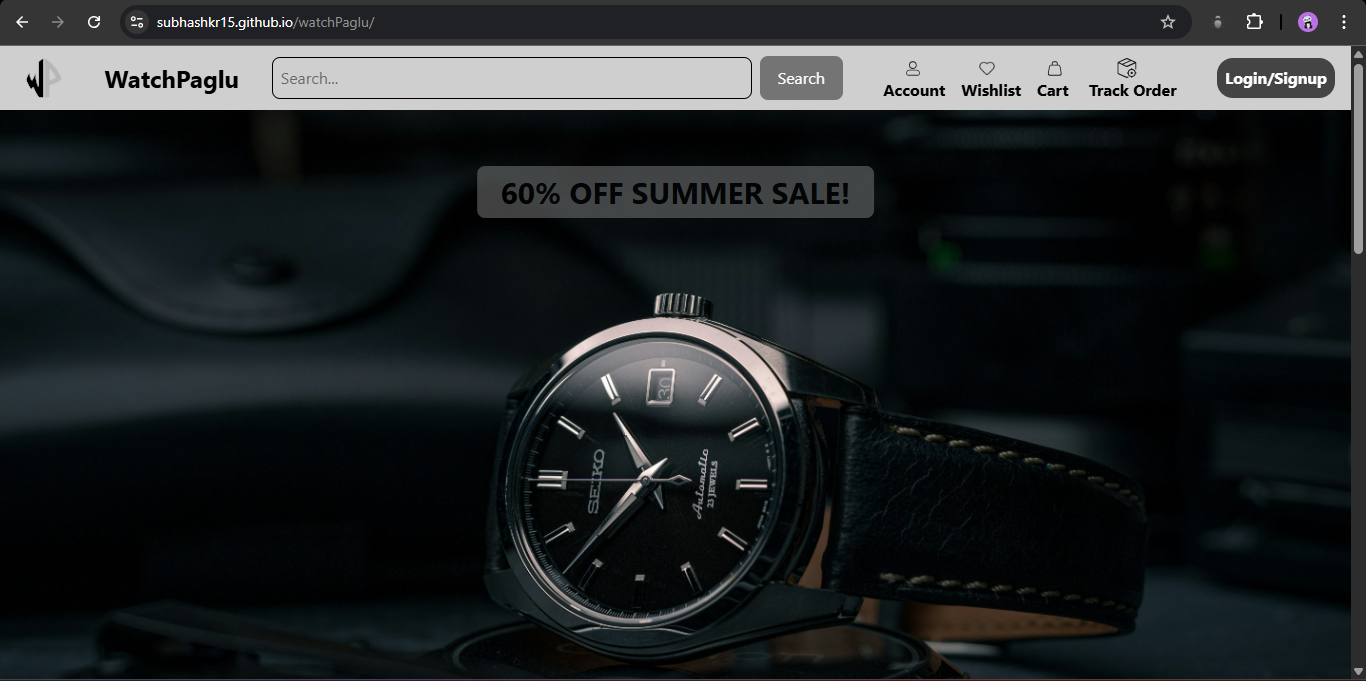 subhashkr15.github.io/watchPaglu/
WatchPaglu
Search...
Search
Account
Wishlist
Cart
Track Order
Login/Signup
60% OFF SUMMER SALE!
30
SEIKO
Automatic
23 JEWELS